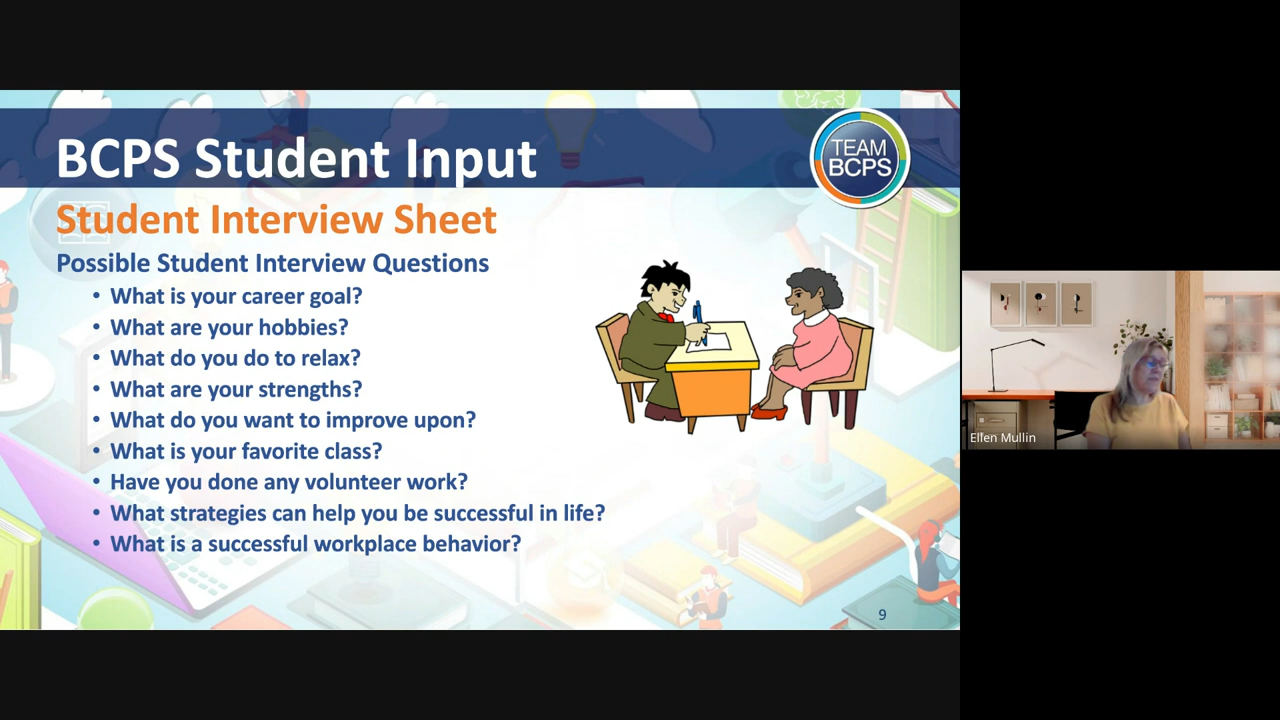 BCPS Student Input
TEAM
BCPS
Student Interview Sheet
Possible Student Interview Questions
• What is your career goal?
• What are your hobbies?
• What do you do to relax?
• What are your strengths?
• What do you want to improve upon?
• What is your favorite class?
• Have you done any volunteer work?
• What strategies can help you be successful in life?
• What is a successful workplace behavior?
9
Ellen Mullin